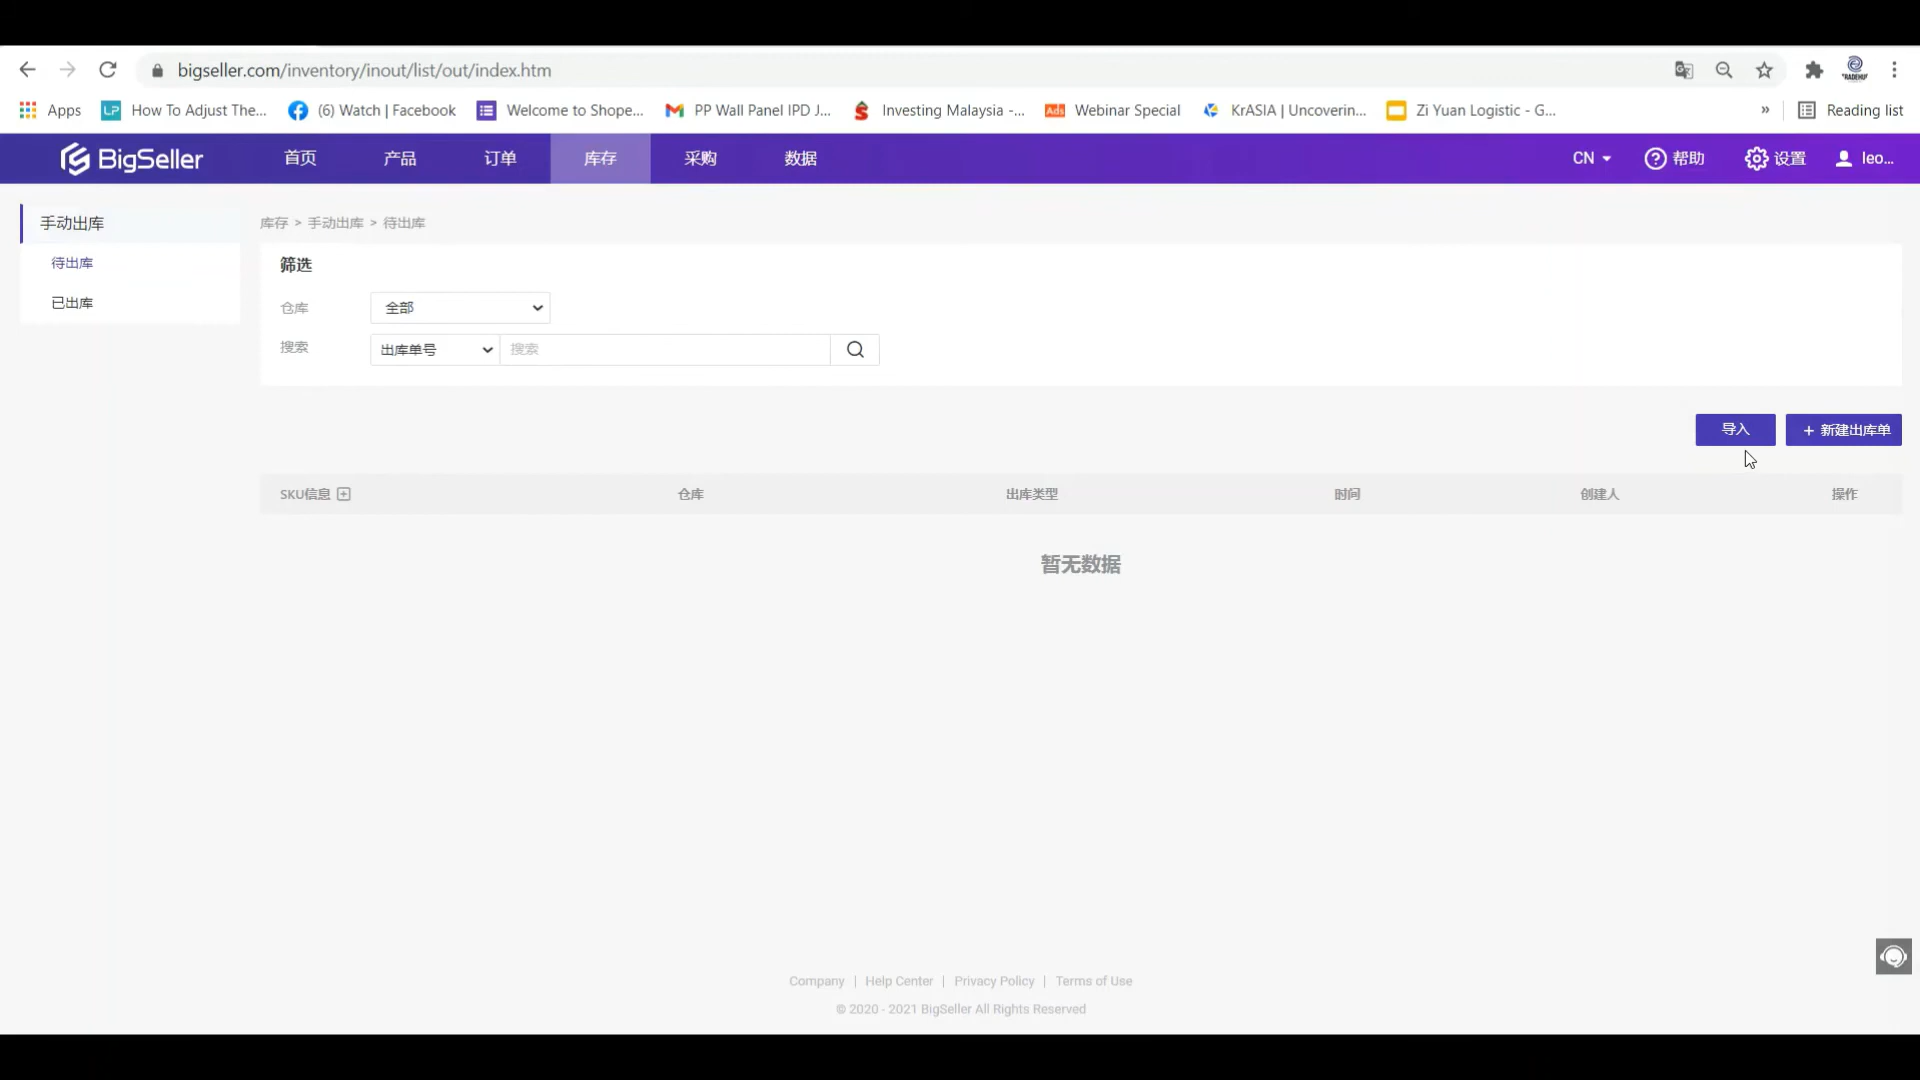 bigseller.com/inventory/inout/list/out/index.htm
Apps LP How To Adjust The... (6) Watch | Facebook Welcome to Shope... PP Wall Panel IPD J... Investing Malaysia -... Ads Webinar Special KrASIA | Uncoverin... Zi Yuan Logistic - G... » Reading list
BigSeller 首页 产品 订单 库存 采购 数据 CN 帮助 设置 leo...
手动出库
待出库
已出库
库存 > 手动出库 > 待出库
筛选
仓库 全部
搜索 出库单号 搜索
导入 + 新建出库单
SKU信息 仓库 出库类型 时间 创建人 操作
暂无数据
Company | Help Center | Privacy Policy | Terms of Use
© 2020 - 2021 BigSeller All Rights Reserved